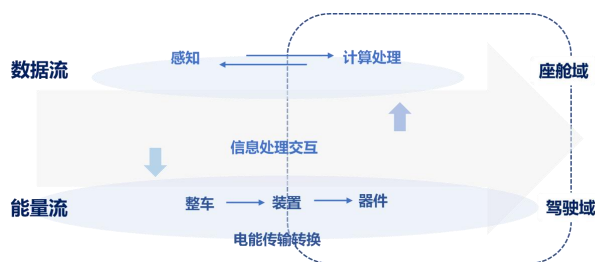 感知
计算处理
数据流
座舱域
信息处理交互
能量流
整车
装置
器件
驾驶域
电能传输转换